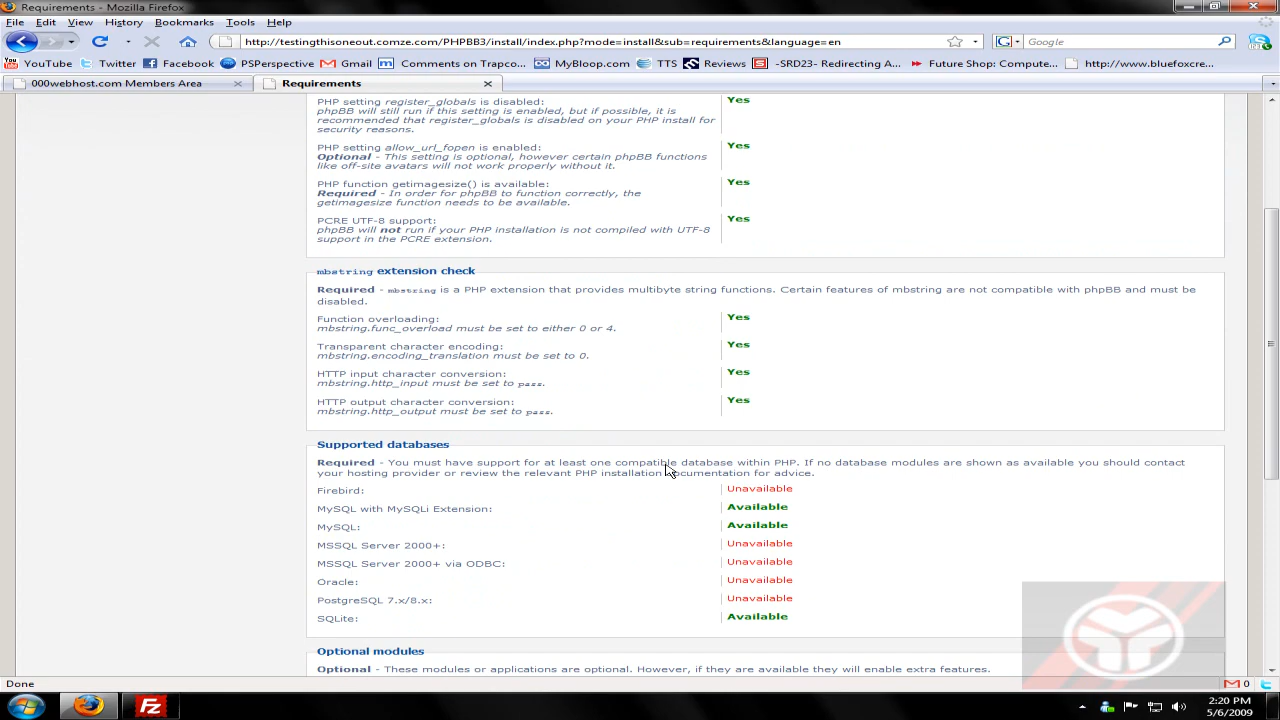 Requirements - Mozilla Firefox
File Edit View History Bookmarks Tools Help
http://testingthisoneout.comze.com/PHPBB3/install/index.php?mode=install&sub=requirements&language=en
Google
YouTube Twitter Facebook PSPerspective Gmail Comments on Trapco... MyBloop.com TTS Reviews -SRD23- Redirecting A... Future Shop: Compute... http://www.bluefoxcre...
000webhost.com Members Area Requirements
PHP setting register_globals is disabled: Yes
phpBB will still run if this setting is enabled, but if possible, it is
recommended that register_globals is disabled on your PHP install for
security reasons.
PHP setting allow_url_fopen is enabled: Yes
Optional - This setting is optional, however certain phpBB functions
like off-site avatars will not work properly without it.
PHP function getimagesize() is available: Yes
Required - In order for phpBB to function correctly, the
getimagesize function needs to be available.
PCRE UTF-8 support: Yes
phpBB will not run if your PHP installation is not compiled with UTF-8
support in the PCRE extension.
mbstring extension check
Required - mbstring is a PHP extension that provides multibyte string functions. Certain features of mbstring are not compatible with phpBB and must be
disabled.
Function overloading: Yes
mbstring.func_overload must be set to either 0 or 4.
Transparent character encoding: Yes
mbstring.encoding_translation must be set to 0.
HTTP input character conversion: Yes
mbstring.http_input must be set to pass.
HTTP output character conversion: Yes
mbstring.http_output must be set to pass.
Supported databases
Required - You must have support for at least one compatible database within PHP. If no database modules are shown as available you should contact
your hosting provider or review the relevant PHP installation documentation for advice.
Firebird: Unavailable
MySQL with MySQLi Extension: Available
MySQL: Available
MSSQL Server 2000+: Unavailable
MSSQL Server 2000+ via ODBC: Unavailable
Oracle: Unavailable
PostgreSQL 7.x/8.x: Unavailable
SQLite: Available
Optional modules
Optional - These modules or applications are optional. However, if they are available they will enable extra features.
Done 0
2:20 PM
5/6/2009